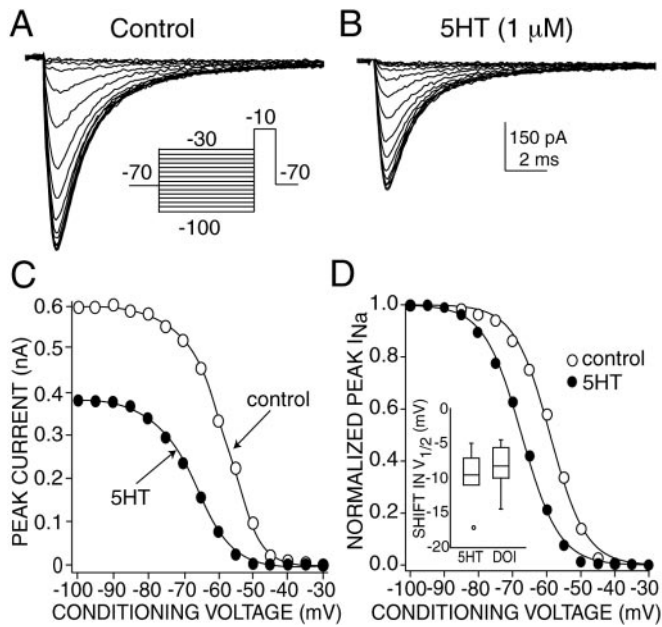 A
Control
B
5HT (1 µM)
-10
-30
-70
-70
-100
150 pA
2 ms
C
0.6
0.5
0.4
0.3
0.2
0.1
0
PEAK CURRENT (nA)
control
5HT
-100 -90 -80 -70 -60 -50 -40 -30
CONDITIONING VOLTAGE (mV)
D
1.0
0.8
0.6
0.4
0.2
0.0
NORMALIZED PEAK INa
control
5HT
SHIFT IN V1/2 (mV)
0
-5
-10
-15
-20
5HT DOI
-100 -90 -80 -70 -60 -50 -40 -30
CONDITIONING VOLTAGE (mV)